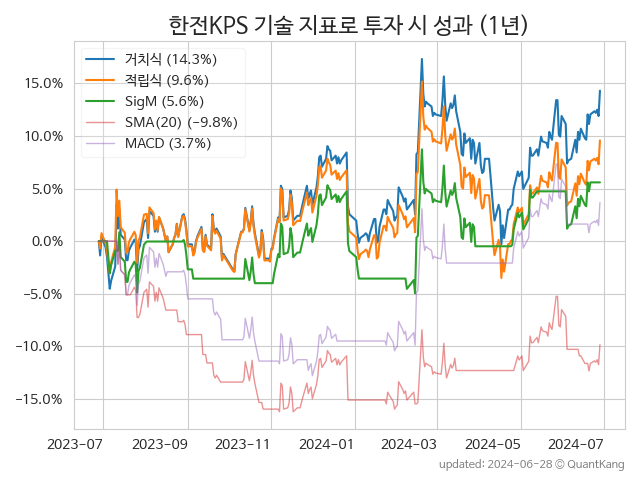 한전KPS 기술 지표로 투자 시 성과 (1년)
거치식 (14.3%)
적립식 (9.6%)
SigM (5.6%)
SMA(20) (−9.8%)
MACD (3.7%)
15.0%
10.0%
5.0%
0.0%
−5.0%
−10.0%
−15.0%
2023-07 2023-09 2023-11 2024-01 2024-03 2024-05 2024-07
updated: 2024-06-28 ⓒ QuantKang